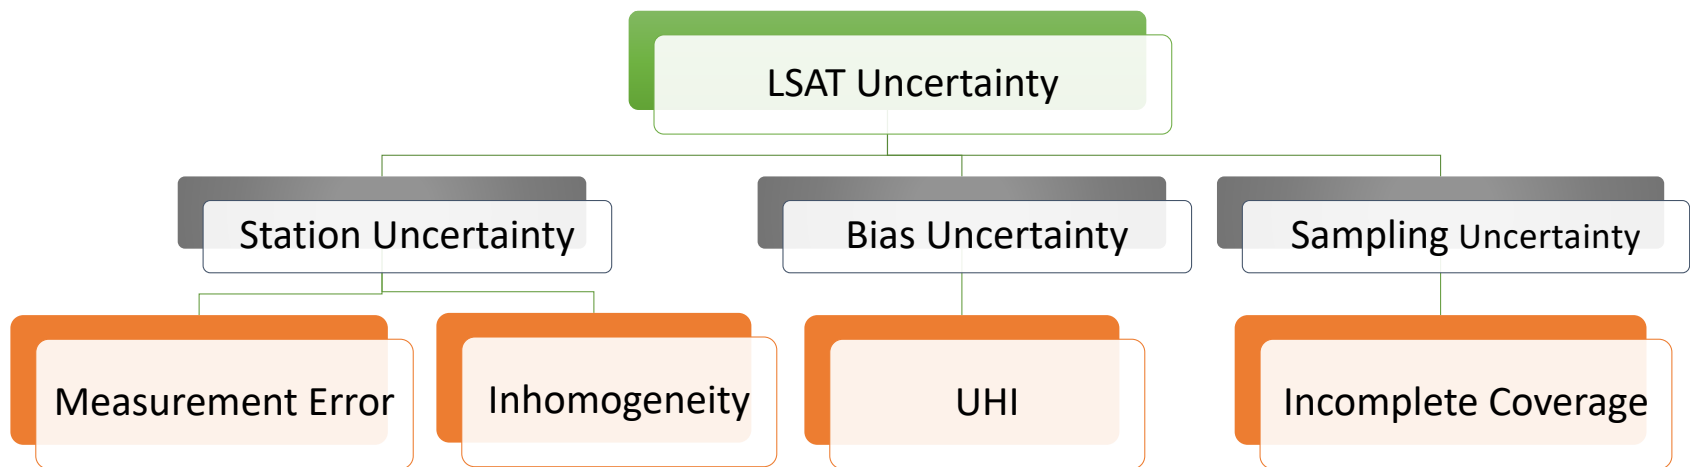 LSAT Uncertainty
Station Uncertainty
Bias Uncertainty
Sampling Uncertainty
Measurement Error
Inhomogeneity
UHI
Incomplete Coverage